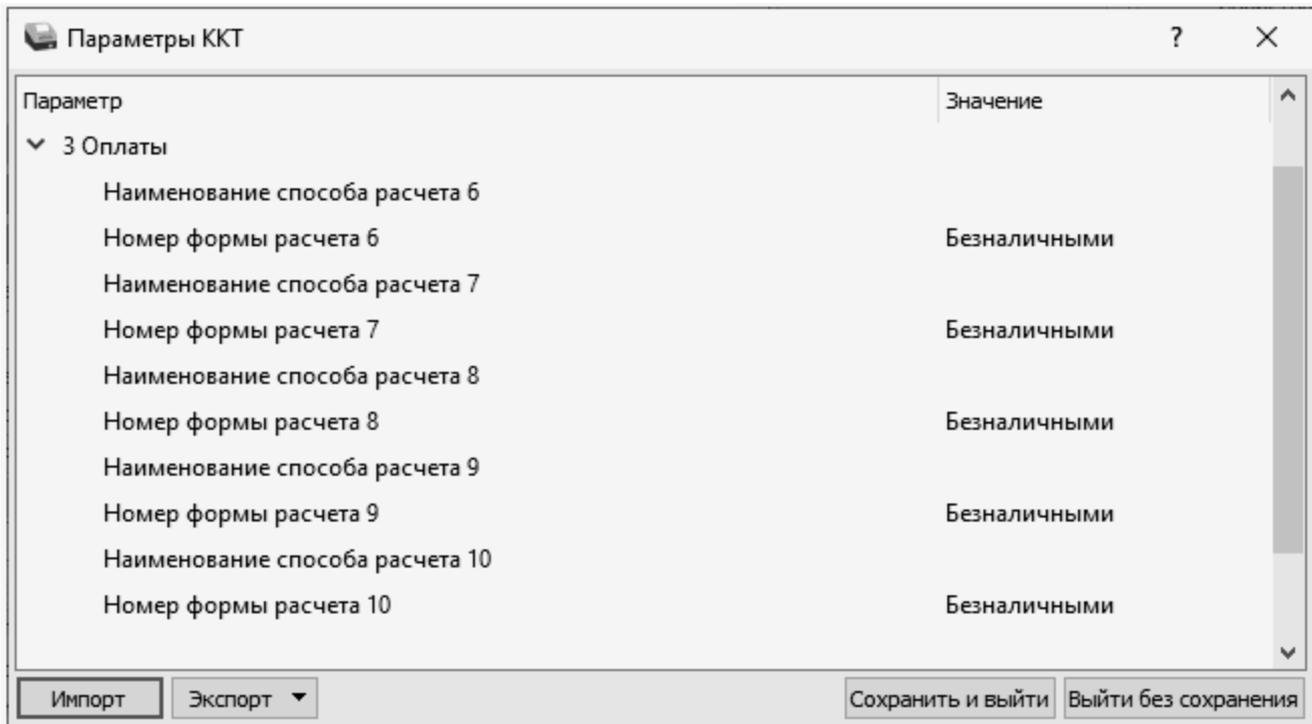 Параметры ККТ ?
Параметр Значение
3 Оплаты
Наименование способа расчета 6
Номер формы расчета 6 Безналичными
Наименование способа расчета 7
Номер формы расчета 7 Безналичными
Наименование способа расчета 8
Номер формы расчета 8 Безналичными
Наименование способа расчета 9
Номер формы расчета 9 Безналичными
Наименование способа расчета 10
Номер формы расчета 10 Безналичными
Импорт Экспорт Сохранить и выйти Выйти без сохранения